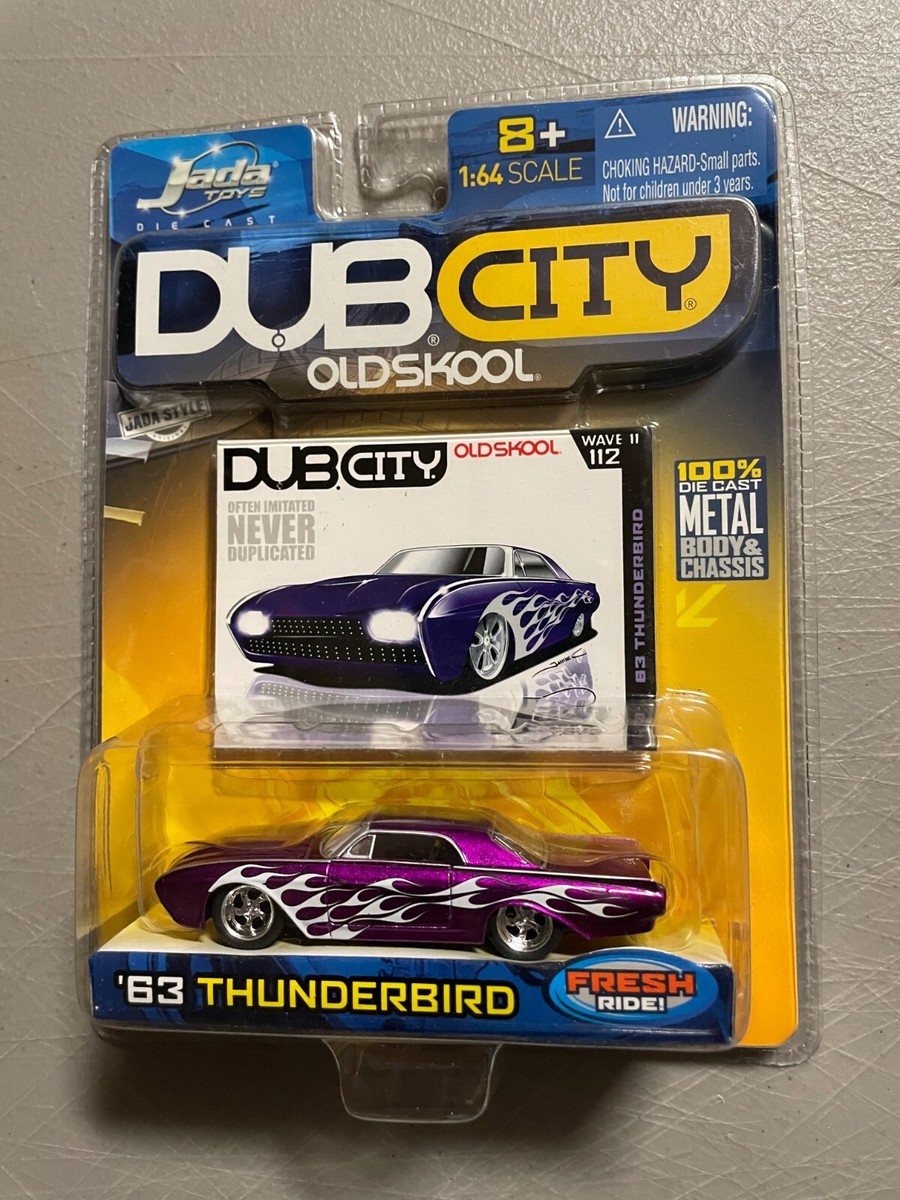 Jada
TOYS
DIE CAST
8+
1:64 SCALE
WARNING:
CHOKING HAZARD-Small parts.
Not for children under 3 years.
DUB® CITY®
OLDSKOOL®
JADA STYLE
DUB. CITY.
OLDSKOOL.
WAVE 11
112
OFTEN IMITATED
NEVER
DUPLICATED
63 THUNDERBIRD
100%
DIE CAST
METAL
BODY&
CHASSIS
'63 THUNDERBIRD
FRESH
RIDE!